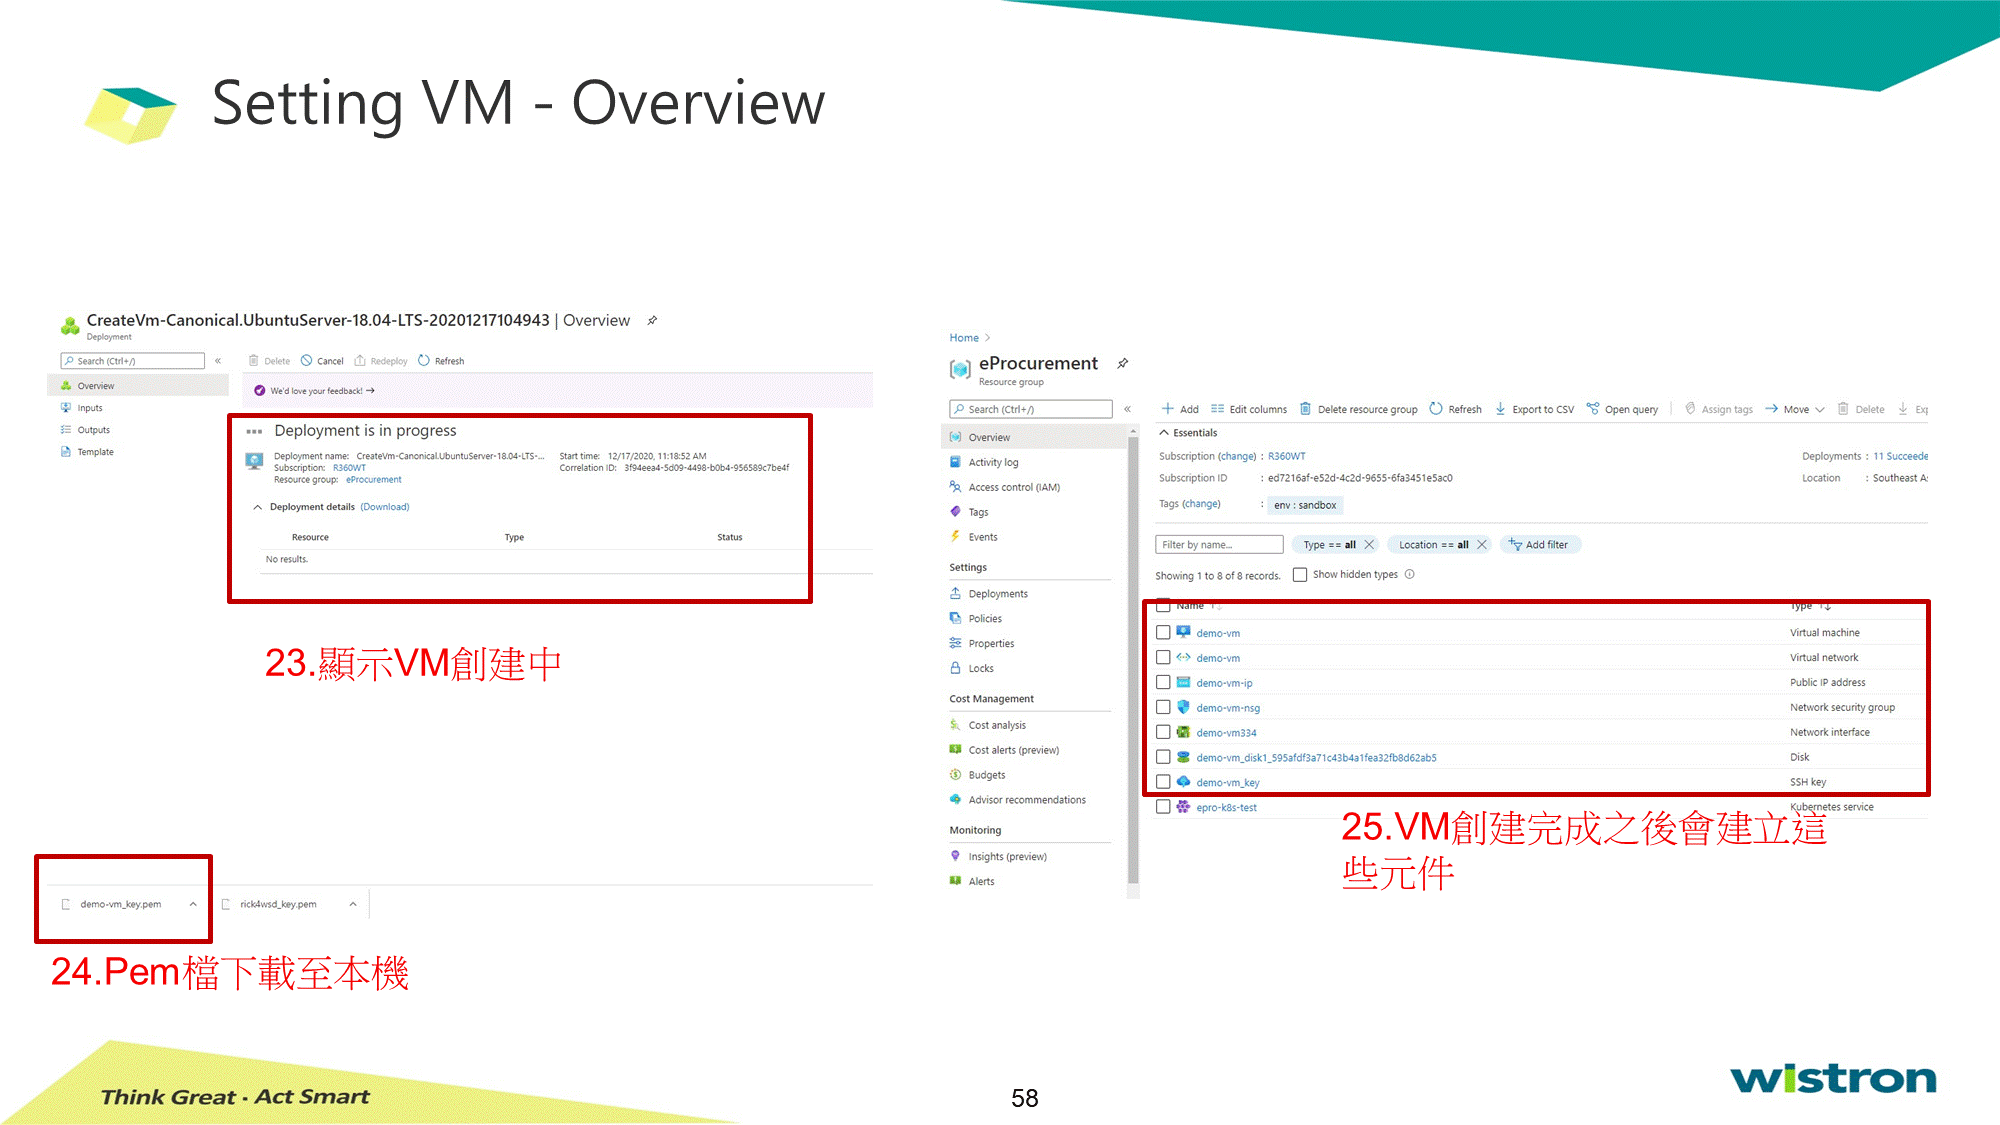 Setting VM - Overview
CreateVm-Canonical.UbuntuServer-18.04-LTS-20201217104943 | Overview
Deployment
Search (Ctrl+/)
«
Delete
Cancel
Redeploy
Refresh
Overview
Inputs
Outputs
Template
We'd love your feedback! →
Deployment is in progress
Deployment name: CreateVm-Canonical.UbuntuServer-18.04-LTS-...
Subscription: R360WT
Resource group: eProcurement
Start time: 12/17/2020, 11:18:52 AM
Correlation ID: 3f94eea4-5d09-4498-b0b4-956589c7be4f
Deployment details (Download)
Resource Type Status
No results.
23.顯示VM創建中
demo-vm_key.pem
rick4wsd_key.pem
24.Pem檔下載至本機
Home >
eProcurement
Resource group
Search (Ctrl+/)
«
Overview
Activity log
Access control (IAM)
Tags
Events
Settings
Deployments
Policies
Properties
Locks
Cost Management
Cost analysis
Cost alerts (preview)
Budgets
Advisor recommendations
Monitoring
Insights (preview)
Alerts
Add Edit columns Delete resource group Refresh Export to CSV Open query Assign tags Move Delete Exp
Essentials
Subscription (change) : R360WT
Deployments : 11 Succeede
Subscription ID : ed7216af-e52d-4c2d-9655-6fa3451e5ac0
Location : Southeast As
Tags (change) : env : sandbox
Filter by name... Type == all Location == all Add filter
Showing 1 to 8 of 8 records. Show hidden types
Name ↑↓ Type ↑↓
demo-vm Virtual machine
demo-vm Virtual network
demo-vm-ip Public IP address
demo-vm-nsg Network security group
demo-vm334 Network interface
demo-vm_disk1_595afdf3a71c43b4a1fea32fb8d62ab5 Disk
demo-vm_key SSH key
epro-k8s-test Kubernetes service
25.VM創建完成之後會建立這
些元件
Think Great · Act Smart
58
wistron